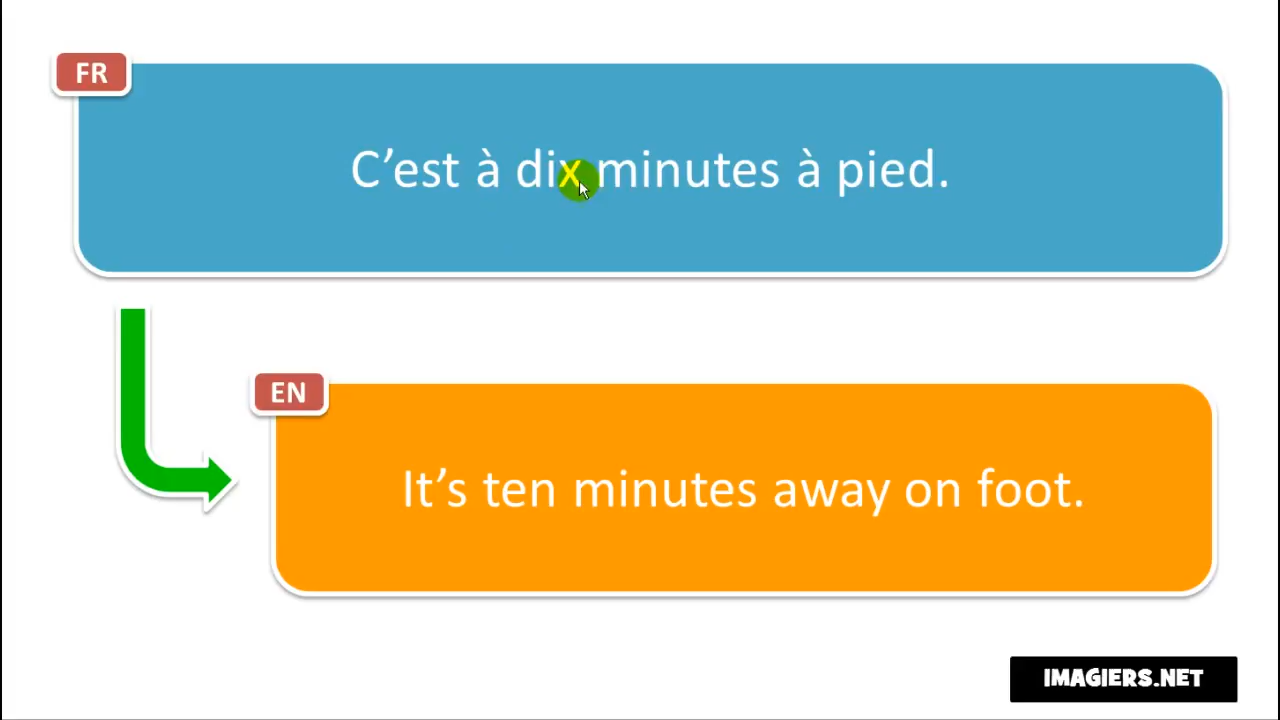 FR
C’est à dix minutes à pied.
EN
It’s ten minutes away on foot.
IMAGIERS.NET